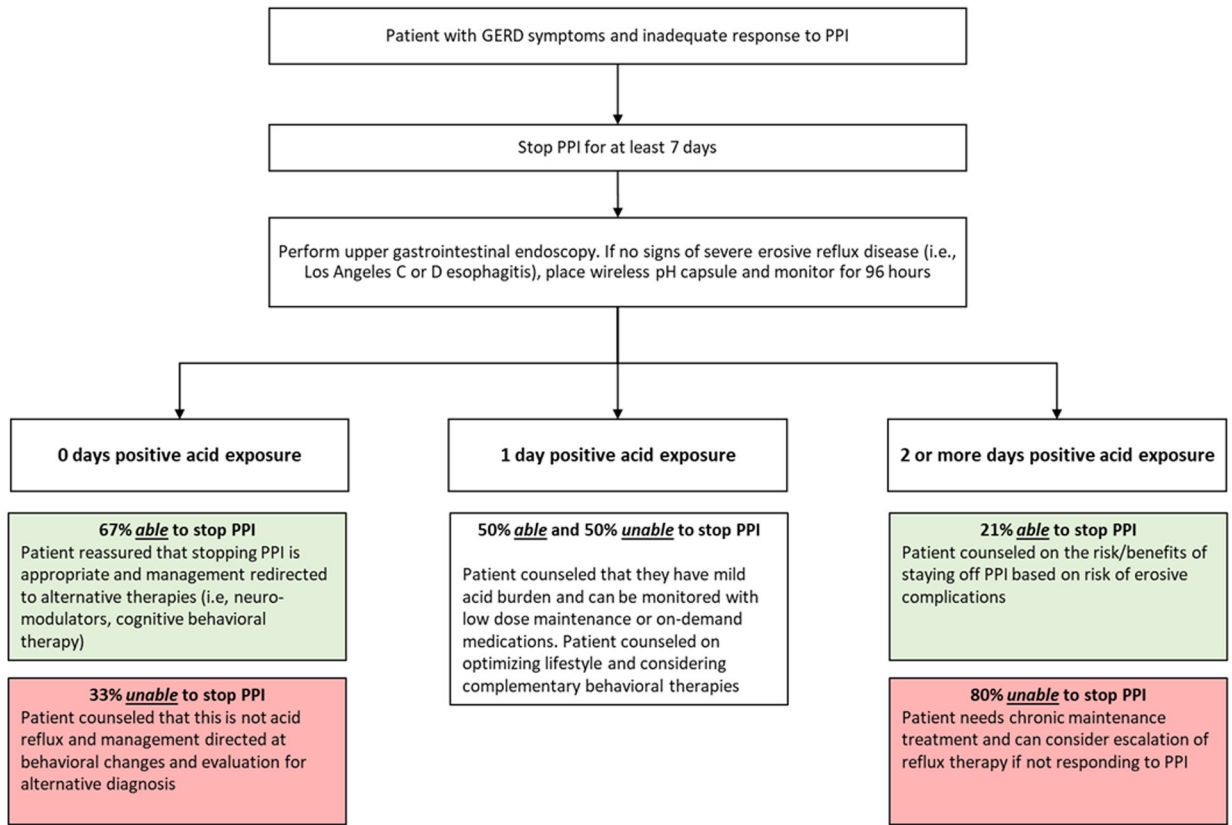 Patient with GERD symptoms and inadequate response to PPI
Stop PPI for at least 7 days
Perform upper gastrointestinal endoscopy. If no signs of severe erosive reflux disease (i.e.,
Los Angeles C or D esophagitis), place wireless pH capsule and monitor for 96 hours
0 days positive acid exposure
67% able to stop PPI
Patient reassured that stopping PPI is
appropriate and management redirected
to alternative therapies (i.e, neuro-
modulators, cognitive behavioral
therapy)
33% unable to stop PPI
Patient counseled that this is not acid
reflux and management directed at
behavioral changes and evaluation for
alternative diagnosis
1 day positive acid exposure
50% able and 50% unable to stop PPI
Patient counseled that they have mild
acid burden and can be monitored with
low dose maintenance or on-demand
medications. Patient counseled on
optimizing lifestyle and considering
complementary behavioral therapies
2 or more days positive acid exposure
21% able to stop PPI
Patient counseled on the risk/benefits of
staying off PPI based on risk of erosive
complications
80% unable to stop PPI
Patient needs chronic maintenance
treatment and can consider escalation of
reflux therapy if not responding to PPI